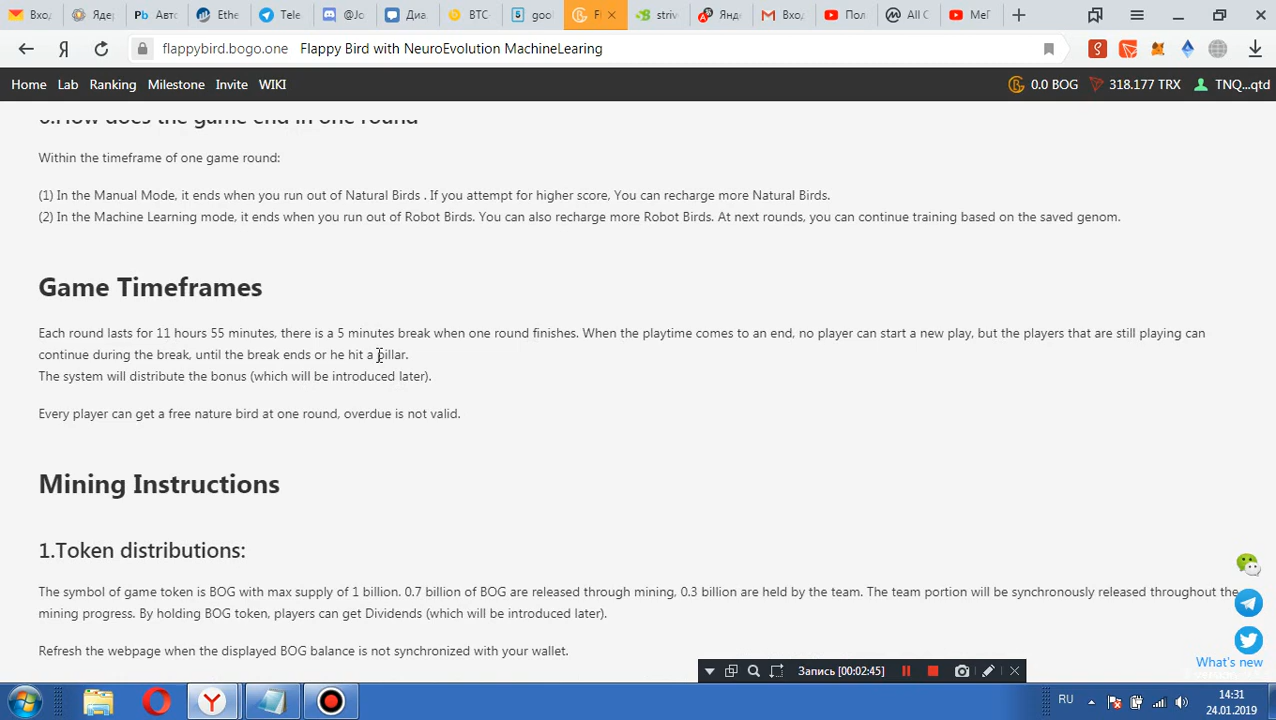 Вход
Яде
Авто
Ethe
Tele
@Jo
Диа
BTC-
goo
F
striv
Янд
Вход
Пол
All C
Меі
flappybird.bogo.one Flappy Bird with NeuroEvolution MachineLearing
Home Lab Ranking Milestone Invite WIKI 0.0 BOG 318.177 TRX TNQ...qtd
6.How does the game end in one round
Within the timeframe of one game round:
(1) In the Manual Mode, it ends when you run out of Natural Birds . If you attempt for higher score, You can recharge more Natural Birds.
(2) In the Machine Learning mode, it ends when you run out of Robot Birds. You can also recharge more Robot Birds. At next rounds, you can continue training based on the saved genom.
Game Timeframes
Each round lasts for 11 hours 55 minutes, there is a 5 minutes break when one round finishes. When the playtime comes to an end, no player can start a new play, but the players that are still playing can
continue during the break, until the break ends or he hit a pillar.
The system will distribute the bonus (which will be introduced later).
Every player can get a free nature bird at one round, overdue is not valid.
Mining Instructions
1.Token distributions:
The symbol of game token is BOG with max supply of 1 billion. 0.7 billion of BOG are released through mining, 0.3 billion are held by the team. The team portion will be synchronously released throughout the
mining progress. By holding BOG token, players can get Dividends (which will be introduced later).
Refresh the webpage when the displayed BOG balance is not synchronized with your wallet.
What's new
Запись [00:02:45]
RU
14:31
24.01.2019